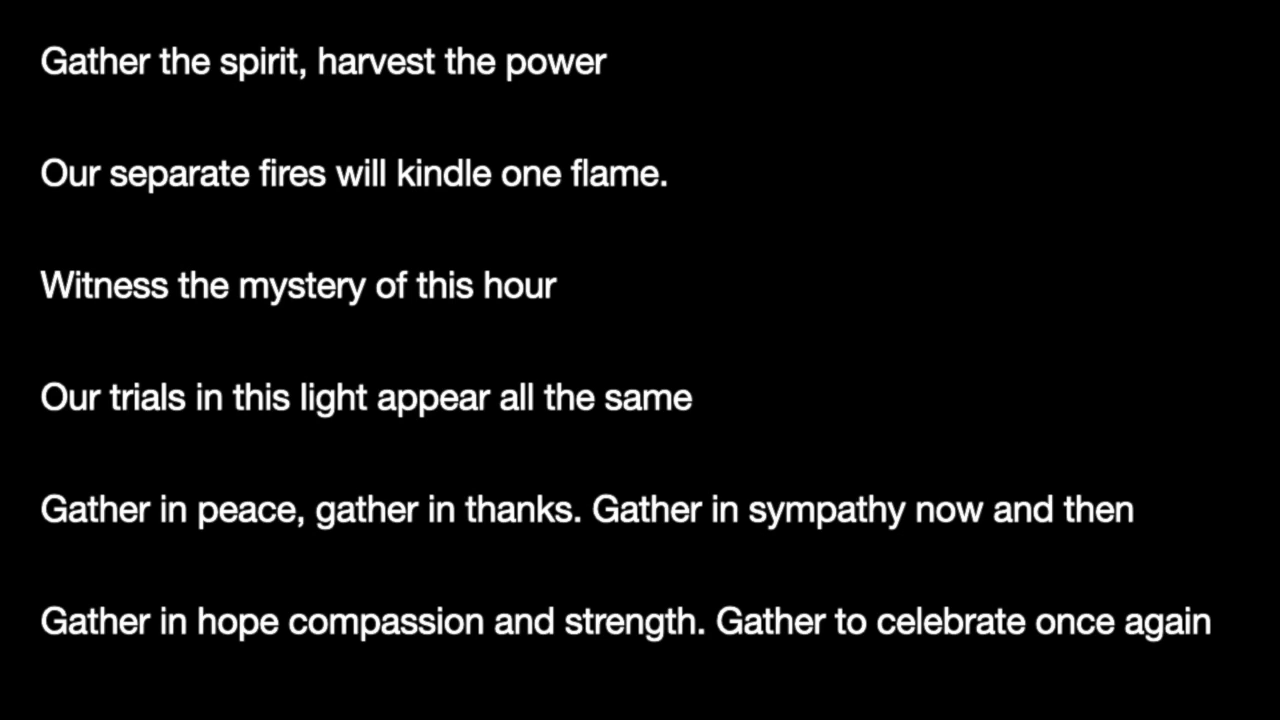 Gather the spirit, harvest the power
Our separate fires will kindle one flame.
Witness the mystery of this hour
Our trials in this light appear all the same
Gather in peace, gather in thanks. Gather in sympathy now and then
Gather in hope compassion and strength. Gather to celebrate once again